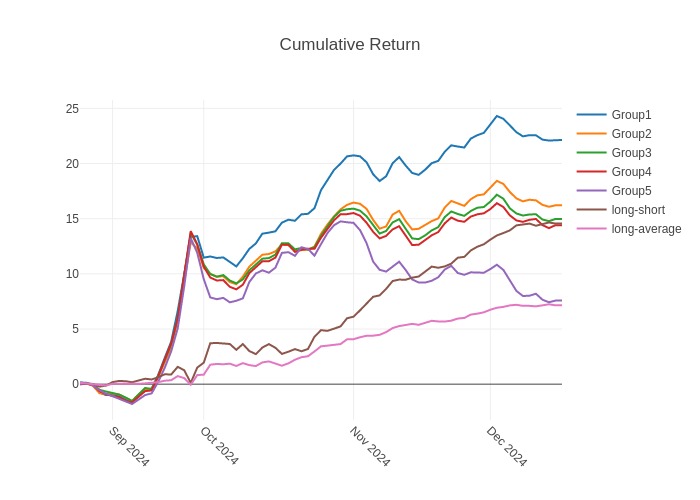 Cumulative Return
25
20
15
10
5
0
Sep 2024
Oct 2024
Nov 2024
Dec 2024
Group1
Group2
Group3
Group4
Group5
long-short
long-average